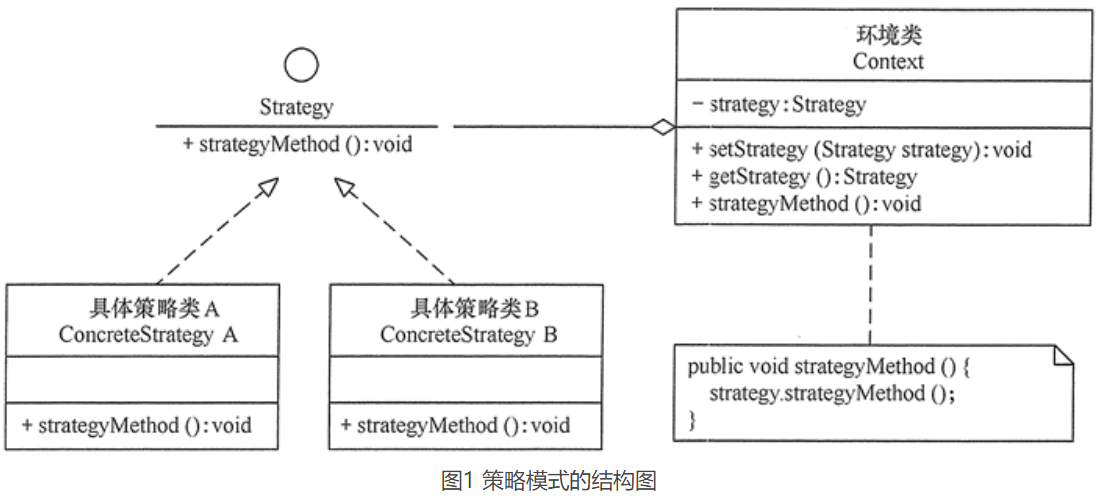 Strategy
+ strategyMethod ():void
环境类
Context
− strategy:Strategy
+ setStrategy (Strategy strategy):void
+ getStrategy ():Strategy
+ strategyMethod ():void
具体策略类A
ConcreteStrategy A
+ strategyMethod ():void
具体策略类B
ConcreteStrategy B
+ strategyMethod ():void
public void strategyMethod () {
strategy.strategyMethod ();
}
图1 策略模式的结构图